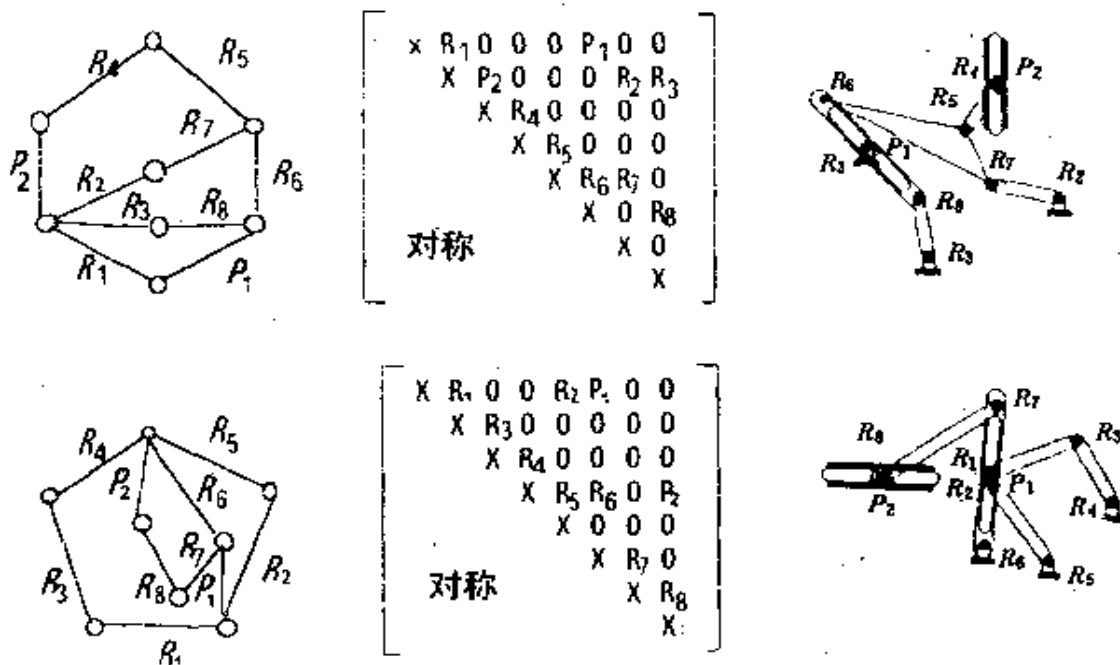 R4
R5
R7
P2
R2
R6
R3
R8
R1
P1
X R1 0 0 0 P1 0 0
X P2 0 0 0 R2 R3
X R4 0 0 0 0
X R5 0 0 0
X R6 R7 0
X 0 R8
对称
X 0
X
R6
R1
P2
R5
P1
R3
R7
R2
R8
R3
R4
R5
P2
R6
R7
R3
R8
P1
R2
R1
X R1 0 0 R2 P1 0 0
X R3 0 0 0 0 0
X R4 0 0 0 0
X R5 R6 0 P2
X 0 0 0
X R7 0
对称
X R8
X
R7
R8
R1
R3
P2
R2
P1
R4
R6
R5